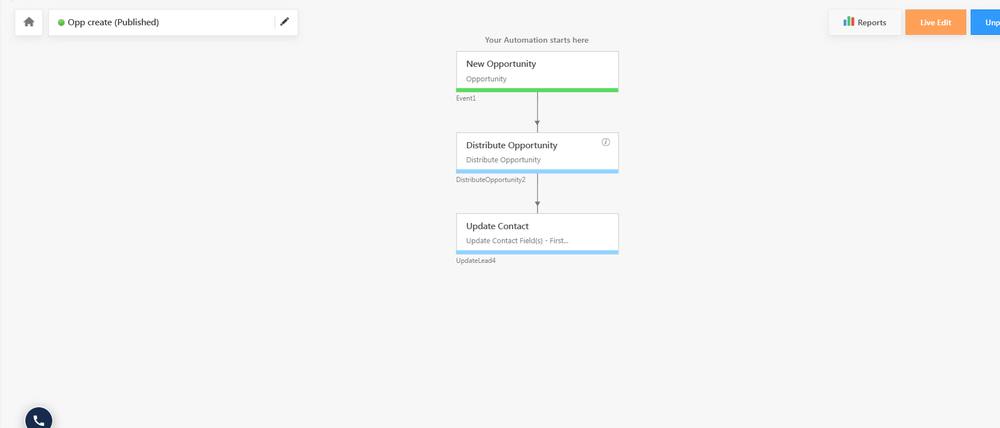 Opp create (Published)
Reports
Live Edit
Your Automation starts here
New Opportunity
Opportunity
Event1
Distribute Opportunity
Distribute Opportunity
DistributeOpportunity2
Update Contact
Update Contact Field(s) - First...
UpdateLead4